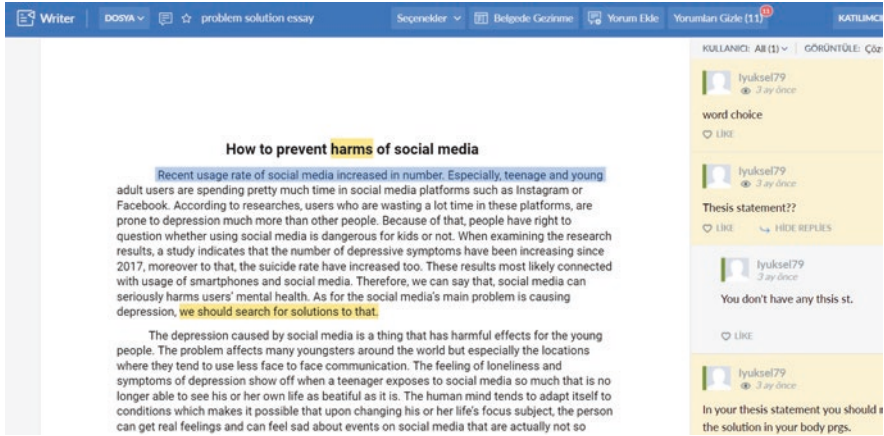 Writer DOSYA problem solution essay Seçenekler Belgede Gezinme Yorum Ekle Yorumları Gizle (11) 11 KATILIMCI
KULLANICI: All (1) GÖRÜNTÜLE:
How to prevent harms of social media
Recent usage rate of social media increased in number. Especially, teenage and young
adult users are spending pretty much time in social media platforms such as Instagram or
Facebook. According to researches, users who are wasting a lot time in these platforms, are
prone to depression much more than other people. Because of that, people have right to
question whether using social media is dangerous for kids or not. When examining the research
results, a study indicates that the number of depressive symptoms have been increasing since
2017, moreover to that, the suicide rate have increased too. These results most likely connected
with usage of smartphones and social media. Therefore, we can say that, social media can
seriously harms users' mental health. As for the social media's main problem is causing
depression, we should search for solutions to that.
The depression caused by social media is a thing that has harmful effects for the young
people. The problem affects many youngsters around the world but especially the locations
where they tend to use less face to face communication. The feeling of loneliness and
symptoms of depression show off when a teenager exposes to social media so much that is no
longer able to see his or her own life as beatiful as it is. The human mind tends to adapt itself to
conditions which makes it possible that upon changing his or her life's focus subject, the person
can get real feelings and can feel sad about events on social media that are actually not so
lyuksel79
3 ay önce
word choice
LİKE
lyuksel79
3 ay önce
Thesis statement??
LİKE HİDE REPLİES
lyuksel79
3 ay önce
You don't have any thsis st.
LİKE
lyuksel79
3 ay önce
In your thesis statement you should
the solution in your body prgs.